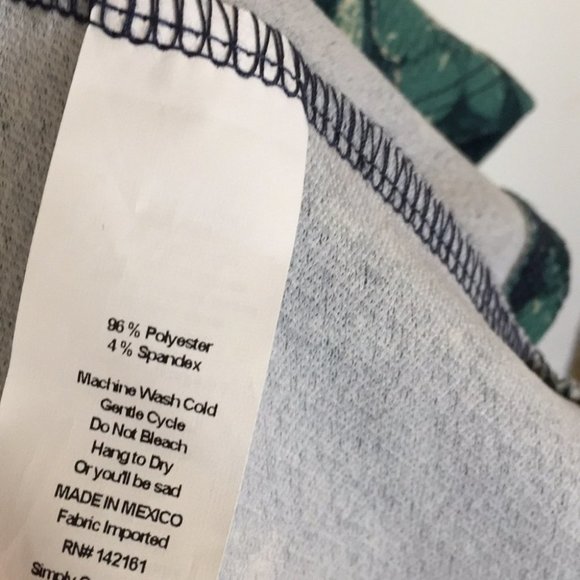 96% Polyester
4% Spandex
Machine Wash Cold
Gentle Cycle
Do Not Bleach
Hang to Dry
Or you'll be sad
MADE IN MEXICO
Fabric Imported
RN# 142161
Simply